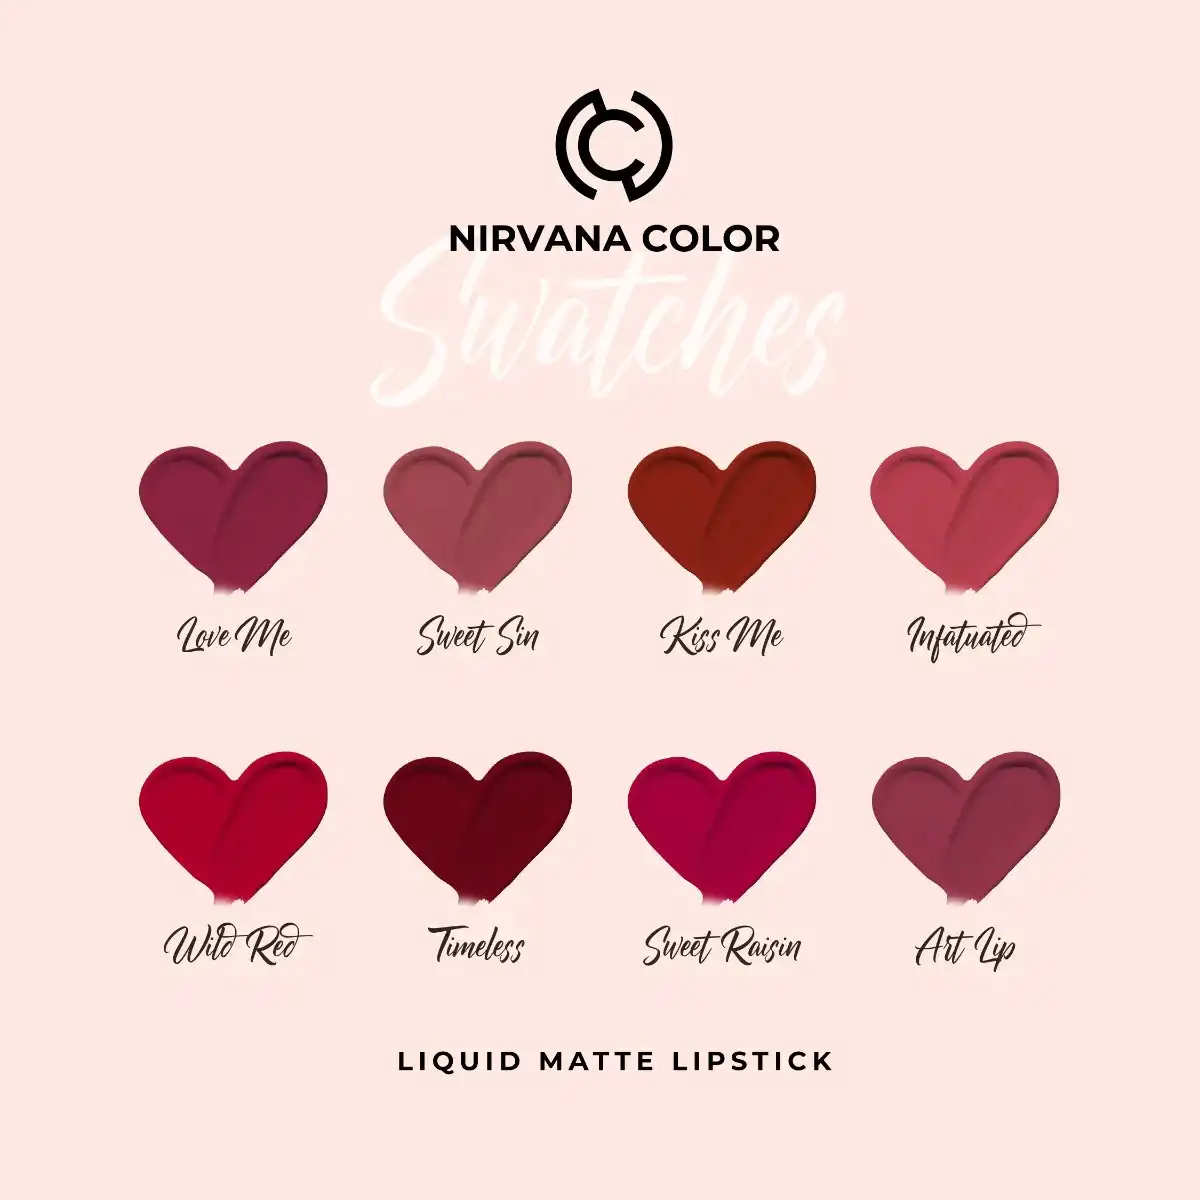 NIRVANA COLOR
Swatches
Love Me
Sweet Sin
Kiss Me
Infatuated
Wild Red
Timeless
Sweet Raisin
Art Lip
LIQUID MATTE LIPSTICK